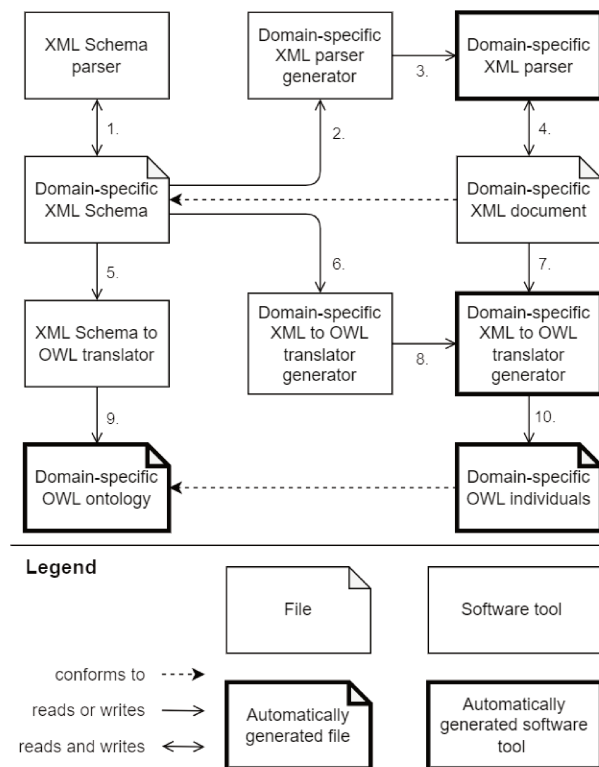 XML Schema
parser
Domain-specific
XML parser
generator
Domain-specific
XML parser
3.
1.
2.
4.
Domain-specific
XML Schema
Domain-specific
XML document
5.
6.
7.
XML Schema to
OWL translator
Domain-specific
XML to OWL
translator
generator
Domain-specific
XML to OWL
translator
generator
8.
9.
10.
Domain-specific
OWL ontology
Domain-specific
OWL individuals
Legend
File
Software tool
conforms to
reads or writes
reads and writes
Automatically
generated file
Automatically
generated software
tool